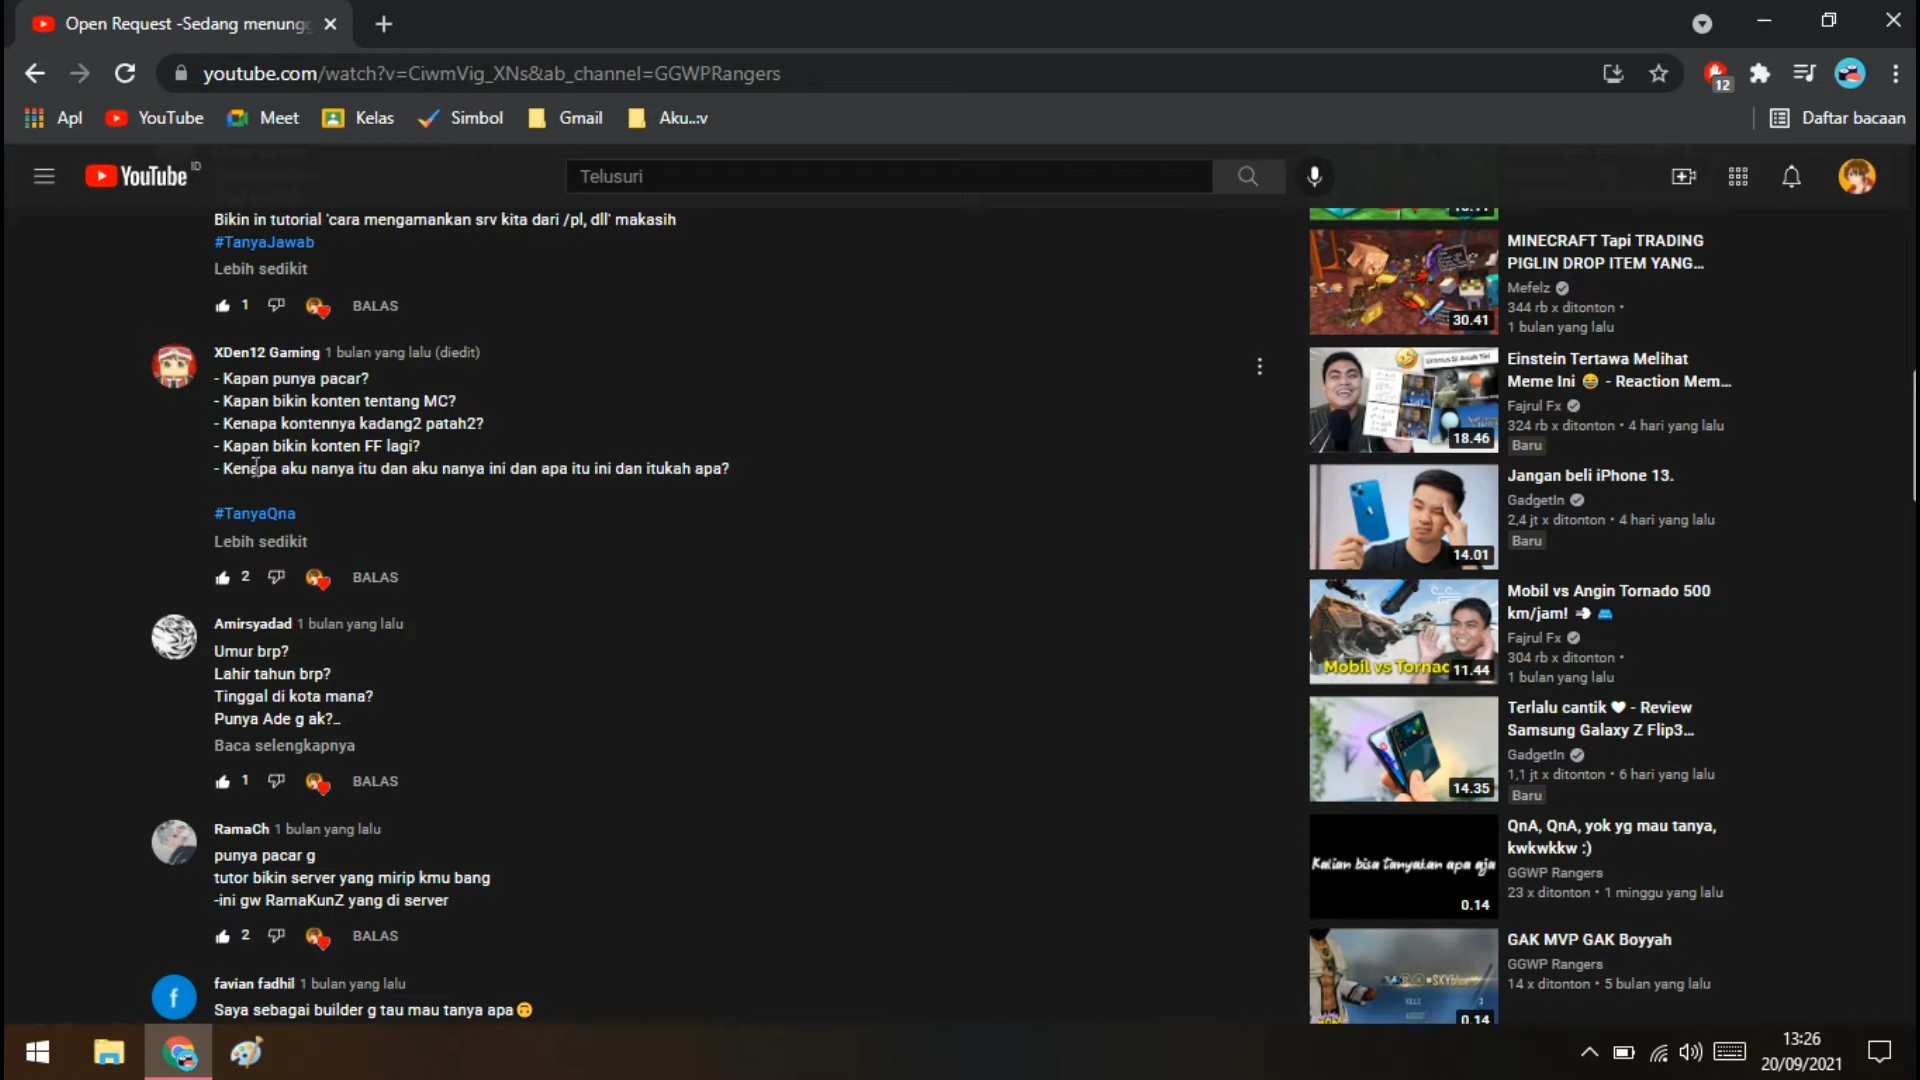 Open Request -Sedang menungg
youtube.com/watch?v=CiwmVig_XNs&ab_channel=GGWPRangers
12
Apl
YouTube
Meet
Kelas
Simbol
Gmail
Aku..:v
Daftar bacaan
YouTube ID
Telusuri
Bikin in tutorial 'cara mengamankan srv kita dari /pl, dll' makasih
#TanyaJawab
Lebih sedikit
1 BALAS
XDen12 Gaming 1 bulan yang lalu (diedit)
- Kapan punya pacar?
- Kapan bikin konten tentang MC?
- Kenapa kontennya kadang2 patah2?
- Kapan bikin konten FF lagi?
- Kenapa aku nanya itu dan aku nanya ini dan apa itu ini dan itukah apa?
#TanyaQna
Lebih sedikit
2 BALAS
Amirsyadad 1 bulan yang lalu
Umur brp?
Lahir tahun brp?
Tinggal di kota mana?
Punya Ade g ak?...
Baca selengkapnya
1 BALAS
RamaCh 1 bulan yang lalu
punya pacar g
tutor bikin server yang mirip kmu bang
-ini gw RamaKunZ yang di server
2 BALAS
f
favian fadhil 1 bulan yang lalu
Saya sebagai builder g tau mau tanya apa🙃
MINECRAFT Tapi TRADING
PIGLIN DROP ITEM YANG...
Mefelz
344 rb x ditonton •
1 bulan yang lalu
30.41
Einstein Tertawa Melihat
Meme Ini 😂 - Reaction Mem...
Fajrul Fx
324 rb x ditonton • 4 hari yang lalu
Baru
18.46
Jangan beli iPhone 13.
GadgetIn
2,4 jt x ditonton • 4 hari yang lalu
Baru
14.01
Mobil vs Angin Tornado 500
km/jam! 💨 🚙
Fajrul Fx
304 rb x ditonton •
1 bulan yang lalu
Mobil vs Tornado
11.44
Terlalu cantik ♥ - Review
Samsung Galaxy Z Flip3...
GadgetIn
1,1 jt x ditonton • 6 hari yang lalu
Baru
14.35
QnA, QnA, yok yg mau tanya,
kwkwkkw :)
GGWP Rangers
23 x ditonton • 1 minggu yang lalu
Kalian bisa tanyakan apa aja
0.14
GAK MVP GAK Boyyah
GGWP Rangers
14 x ditonton • 5 bulan yang lalu
0.14
13:26
20/09/2021